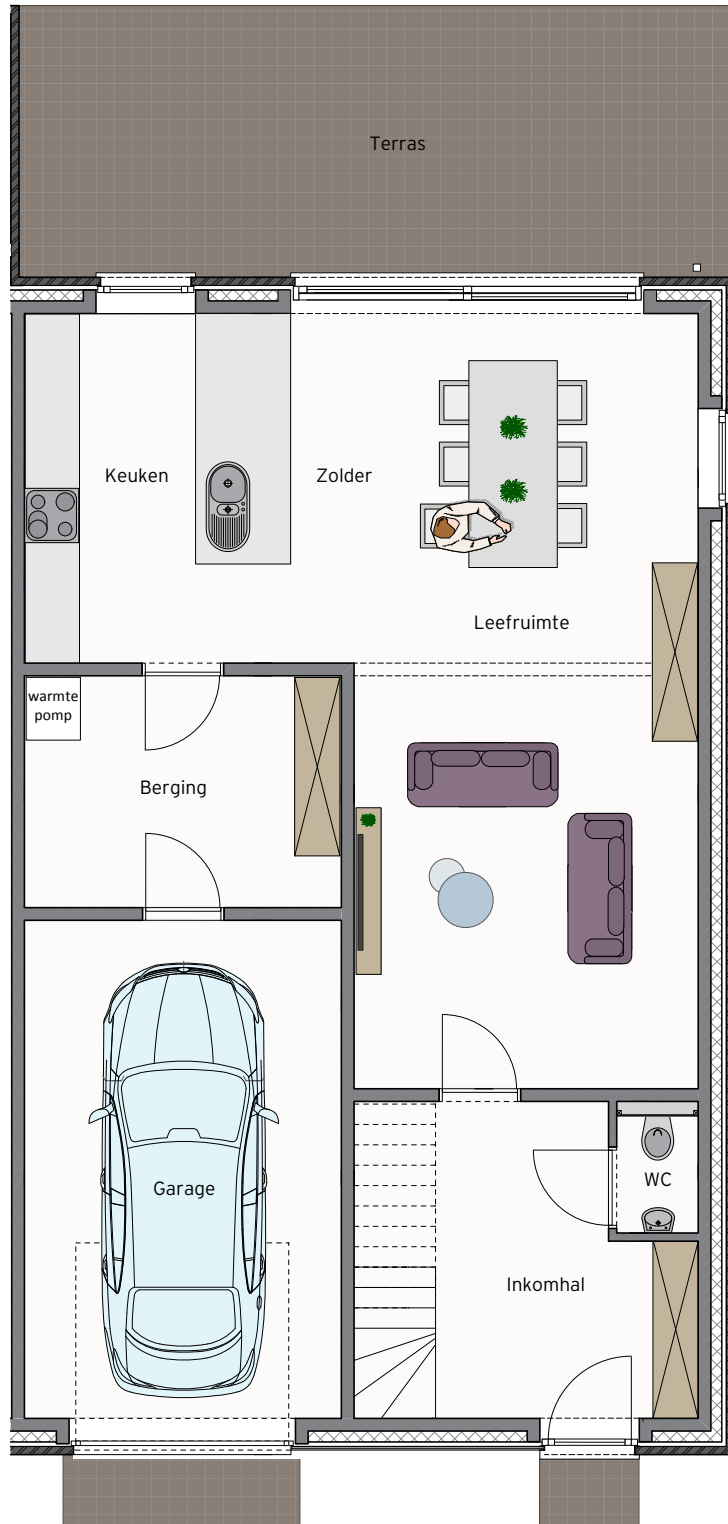 Terras
Keuken
Zolder
Leefruimte
warmte
pomp
Berging
Garage
WC
Inkomhal